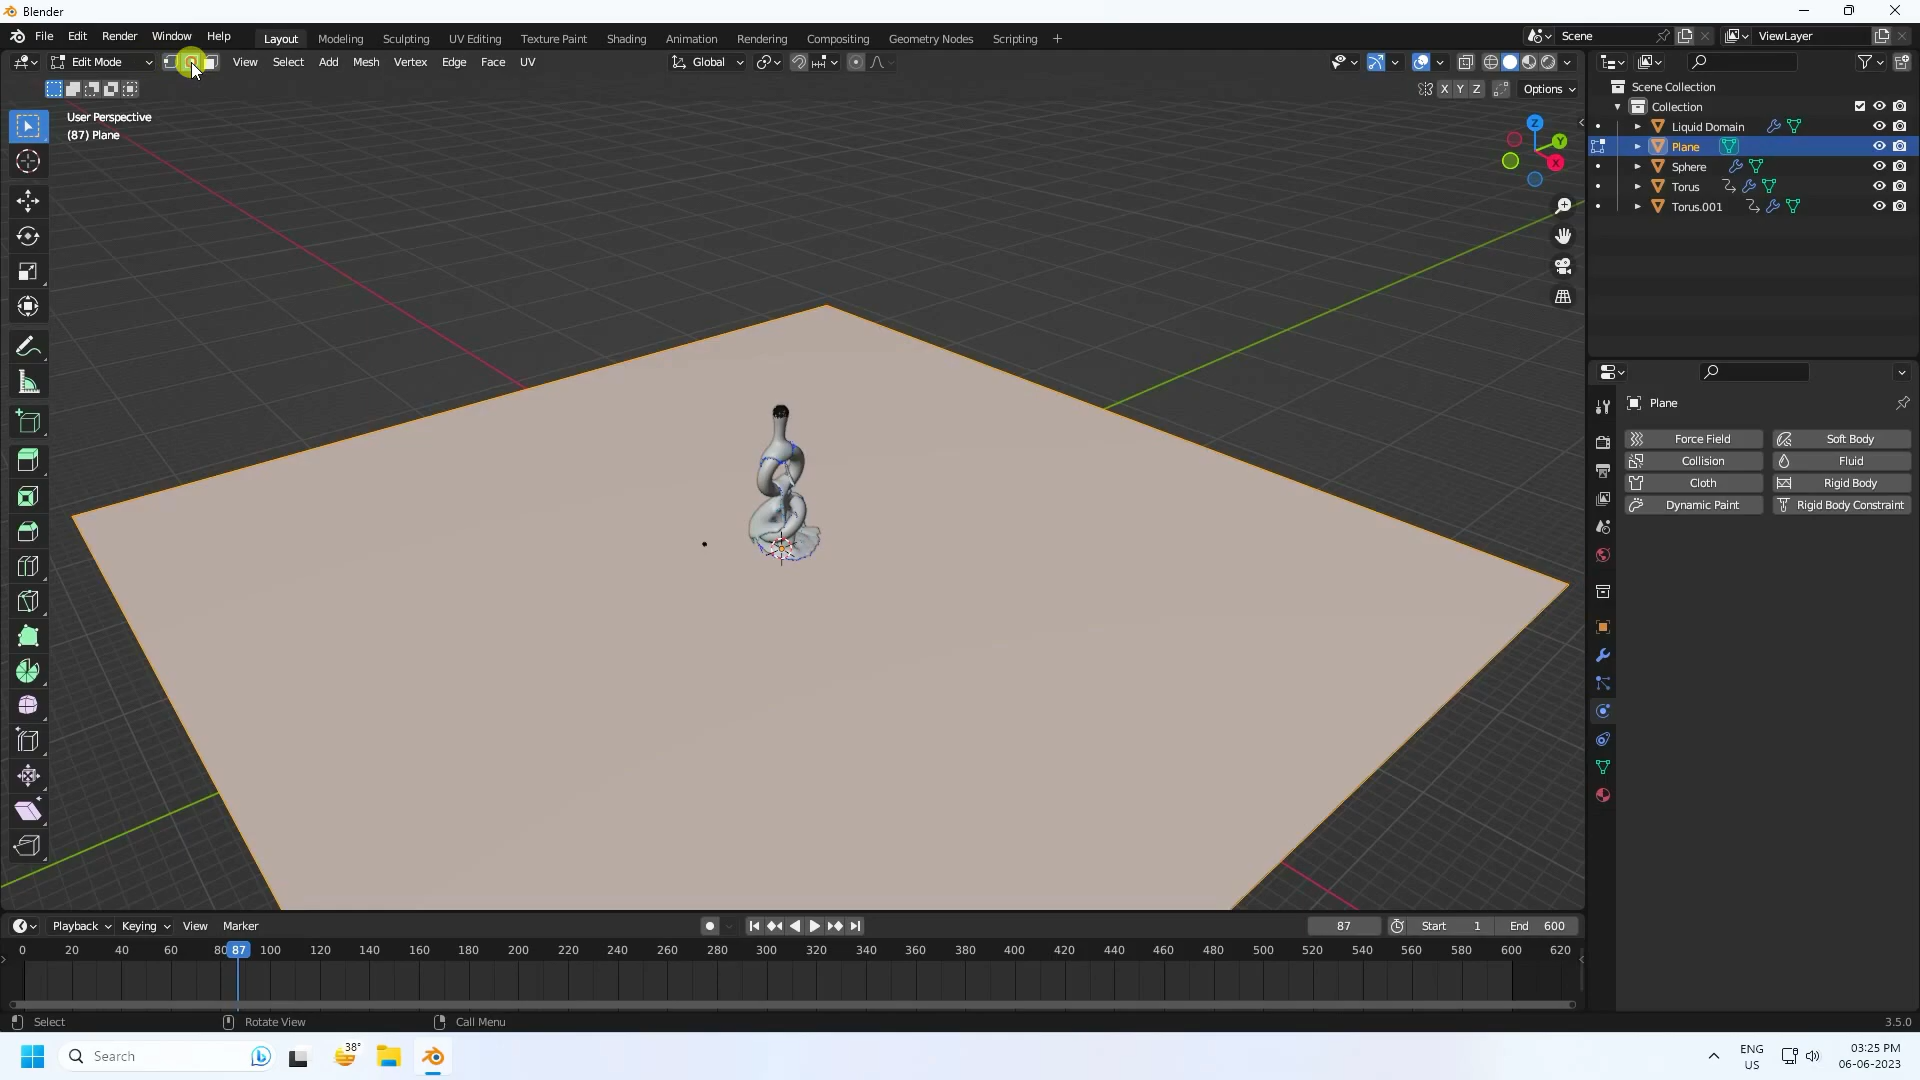 Blender
File Edit Render Window Help Layout Modeling Sculpting UV Editing Texture Paint Shading Animation Rendering Compositing Geometry Nodes Scripting + Scene ViewLayer
Edit Mode View Select Add Mesh Vertex Edge Face UV Global
X Y Z Options
User Perspective
(87) Plane
Z
Y
X
Scene Collection
Collection
Liquid Domain
Plane
Sphere
Torus
Torus.001
Plane
Force Field Soft Body
Collision Fluid
Cloth Rigid Body
Dynamic Paint Rigid Body Constraint
Playback Keying View Marker 87 Start 1 End 600
0 20 40 60 80 87 100 120 140 160 180 200 220 240 260 280 300 320 340 360 380 400 420 440 460 480 500 520 540 560 580 600 620
Select Rotate View Call Menu 3.5.0
Search 38° ENG US 03:25 PM
06-06-2023